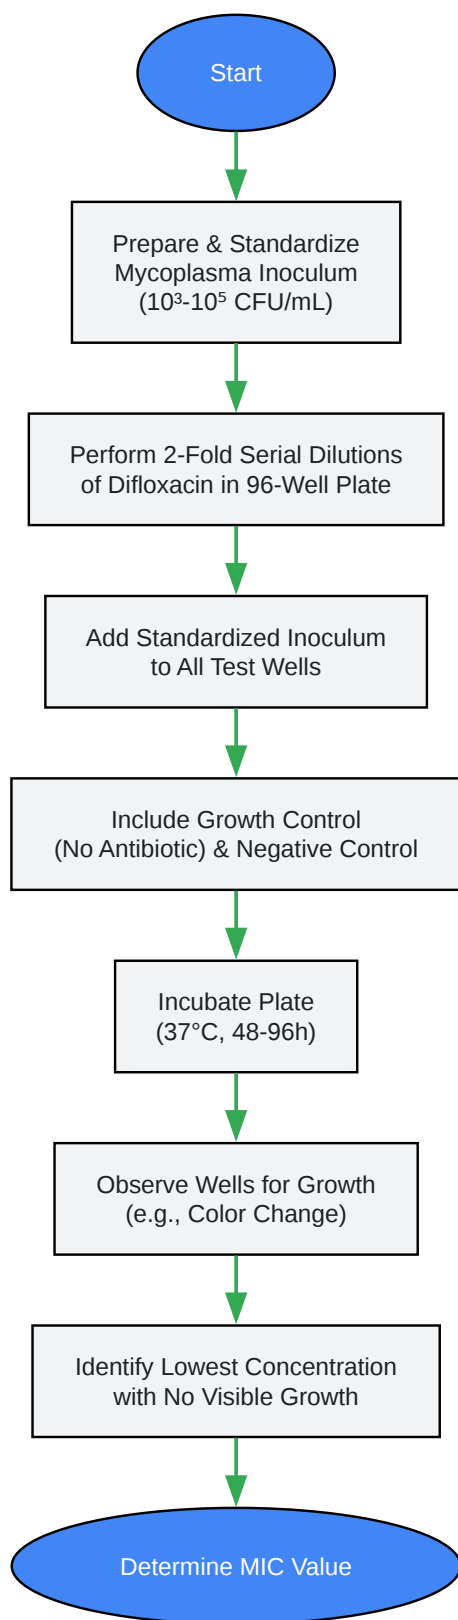 Start
Prepare & Standardize
Mycoplasma Inoculum
(10³-10⁵ CFU/mL)
Perform 2-Fold Serial Dilutions
of Difloxacin in 96-Well Plate
Add Standardized Inoculum
to All Test Wells
Include Growth Control
(No Antibiotic) & Negative Control
Incubate Plate
(37°C, 48-96h)
Observe Wells for Growth
(e.g., Color Change)
Identify Lowest Concentration
with No Visible Growth
Determine MIC Value